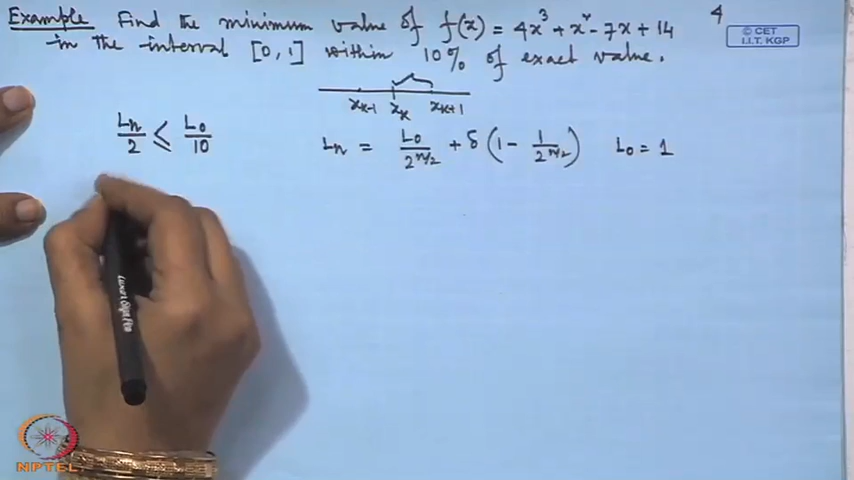 Example Find the minimum value of f(x) = 4x³ + x² - 7x + 14
in the interval [0, 1] within 10% of exact value.
4
© CET
I.I.T. KGP
x_{k-1} x_k x_{k+1}
L_n/2 ≤ L_0/10
L_n = L_0/2^{n/2} + δ(1 - 1/2^{n/2}) L_0 = 1
NPTEL